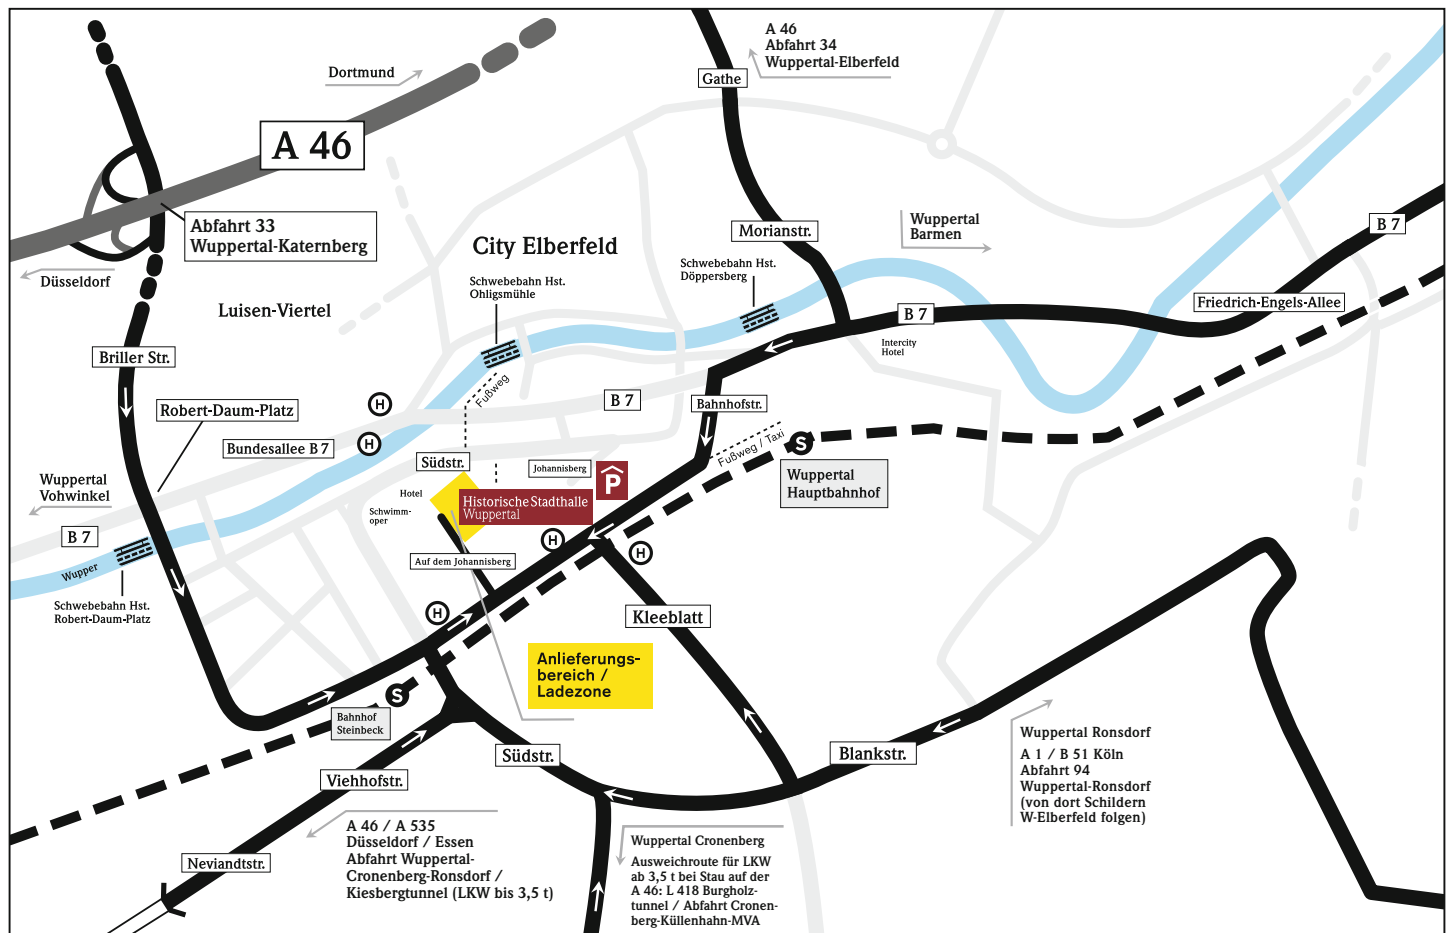 A 46
Abfahrt 34
Wuppertal-Elberfeld
Dortmund
Gathe
A 46
Abfahrt 33
Wuppertal-Katernberg
Düsseldorf
City Elberfeld
Morianstr.
Wuppertal
Barmen
B 7
Schwebebahn Hst.
Döppersberg
Schwebebahn Hst.
Ohligsmühle
Luisen-Viertel
B 7
Friedrich-Engels-Allee
Intercity
Hotel
Briller Str.
Fußweg
B 7
Bahnhofstr.
Robert-Daum-Platz
H
H
Bundesallee B 7
Fußweg / Taxi
S
Wuppertal
Hauptbahnhof
Südstr.
Johannisberg
P
Wuppertal
Vohwinkel
Hotel
Schwimm-
oper
Historische Stadthalle
Wuppertal
B 7
Wupper
H
H
Auf dem Johannisberg
Schwebebahn Hst.
Robert-Daum-Platz
H
Kleeblatt
Anlieferungs-
bereich /
Ladezone
S
Bahnhof
Steinbeck
Südstr.
Blankstr.
Wuppertal Ronsdorf
A 1 / B 51 Köln
Abfahrt 94
Wuppertal-Ronsdorf
(von dort Schildern
W-Elberfeld folgen)
Viehhofstr.
A 46 / A 535
Düsseldorf / Essen
Abfahrt Wuppertal-
Cronenberg-Ronsdorf /
Kiesbergtunnel (LKW bis 3,5 t)
Neviandtstr.
Wuppertal Cronenberg
Ausweichroute für LKW
ab 3,5 t bei Stau auf der
A 46: L 418 Burgholz-
tunnel / Abfahrt Cronen-
berg-Küllenhahn-MVA